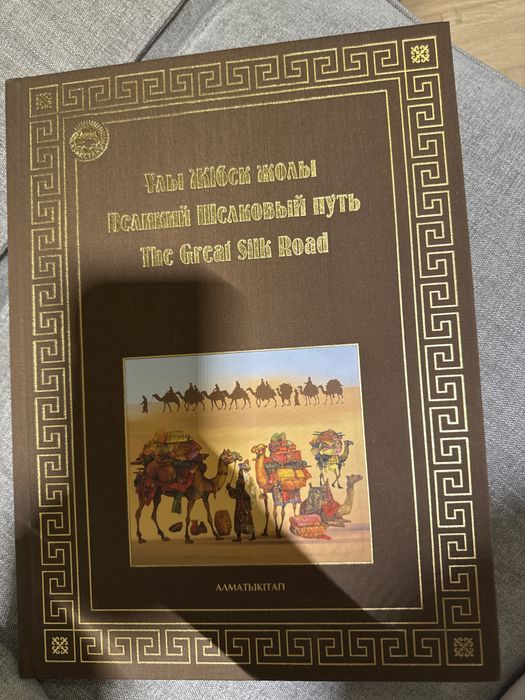 Ұлы Жібек жолы
Великий Шелковый путь
The Great Silk Road
АЛМАТЫКІТАП